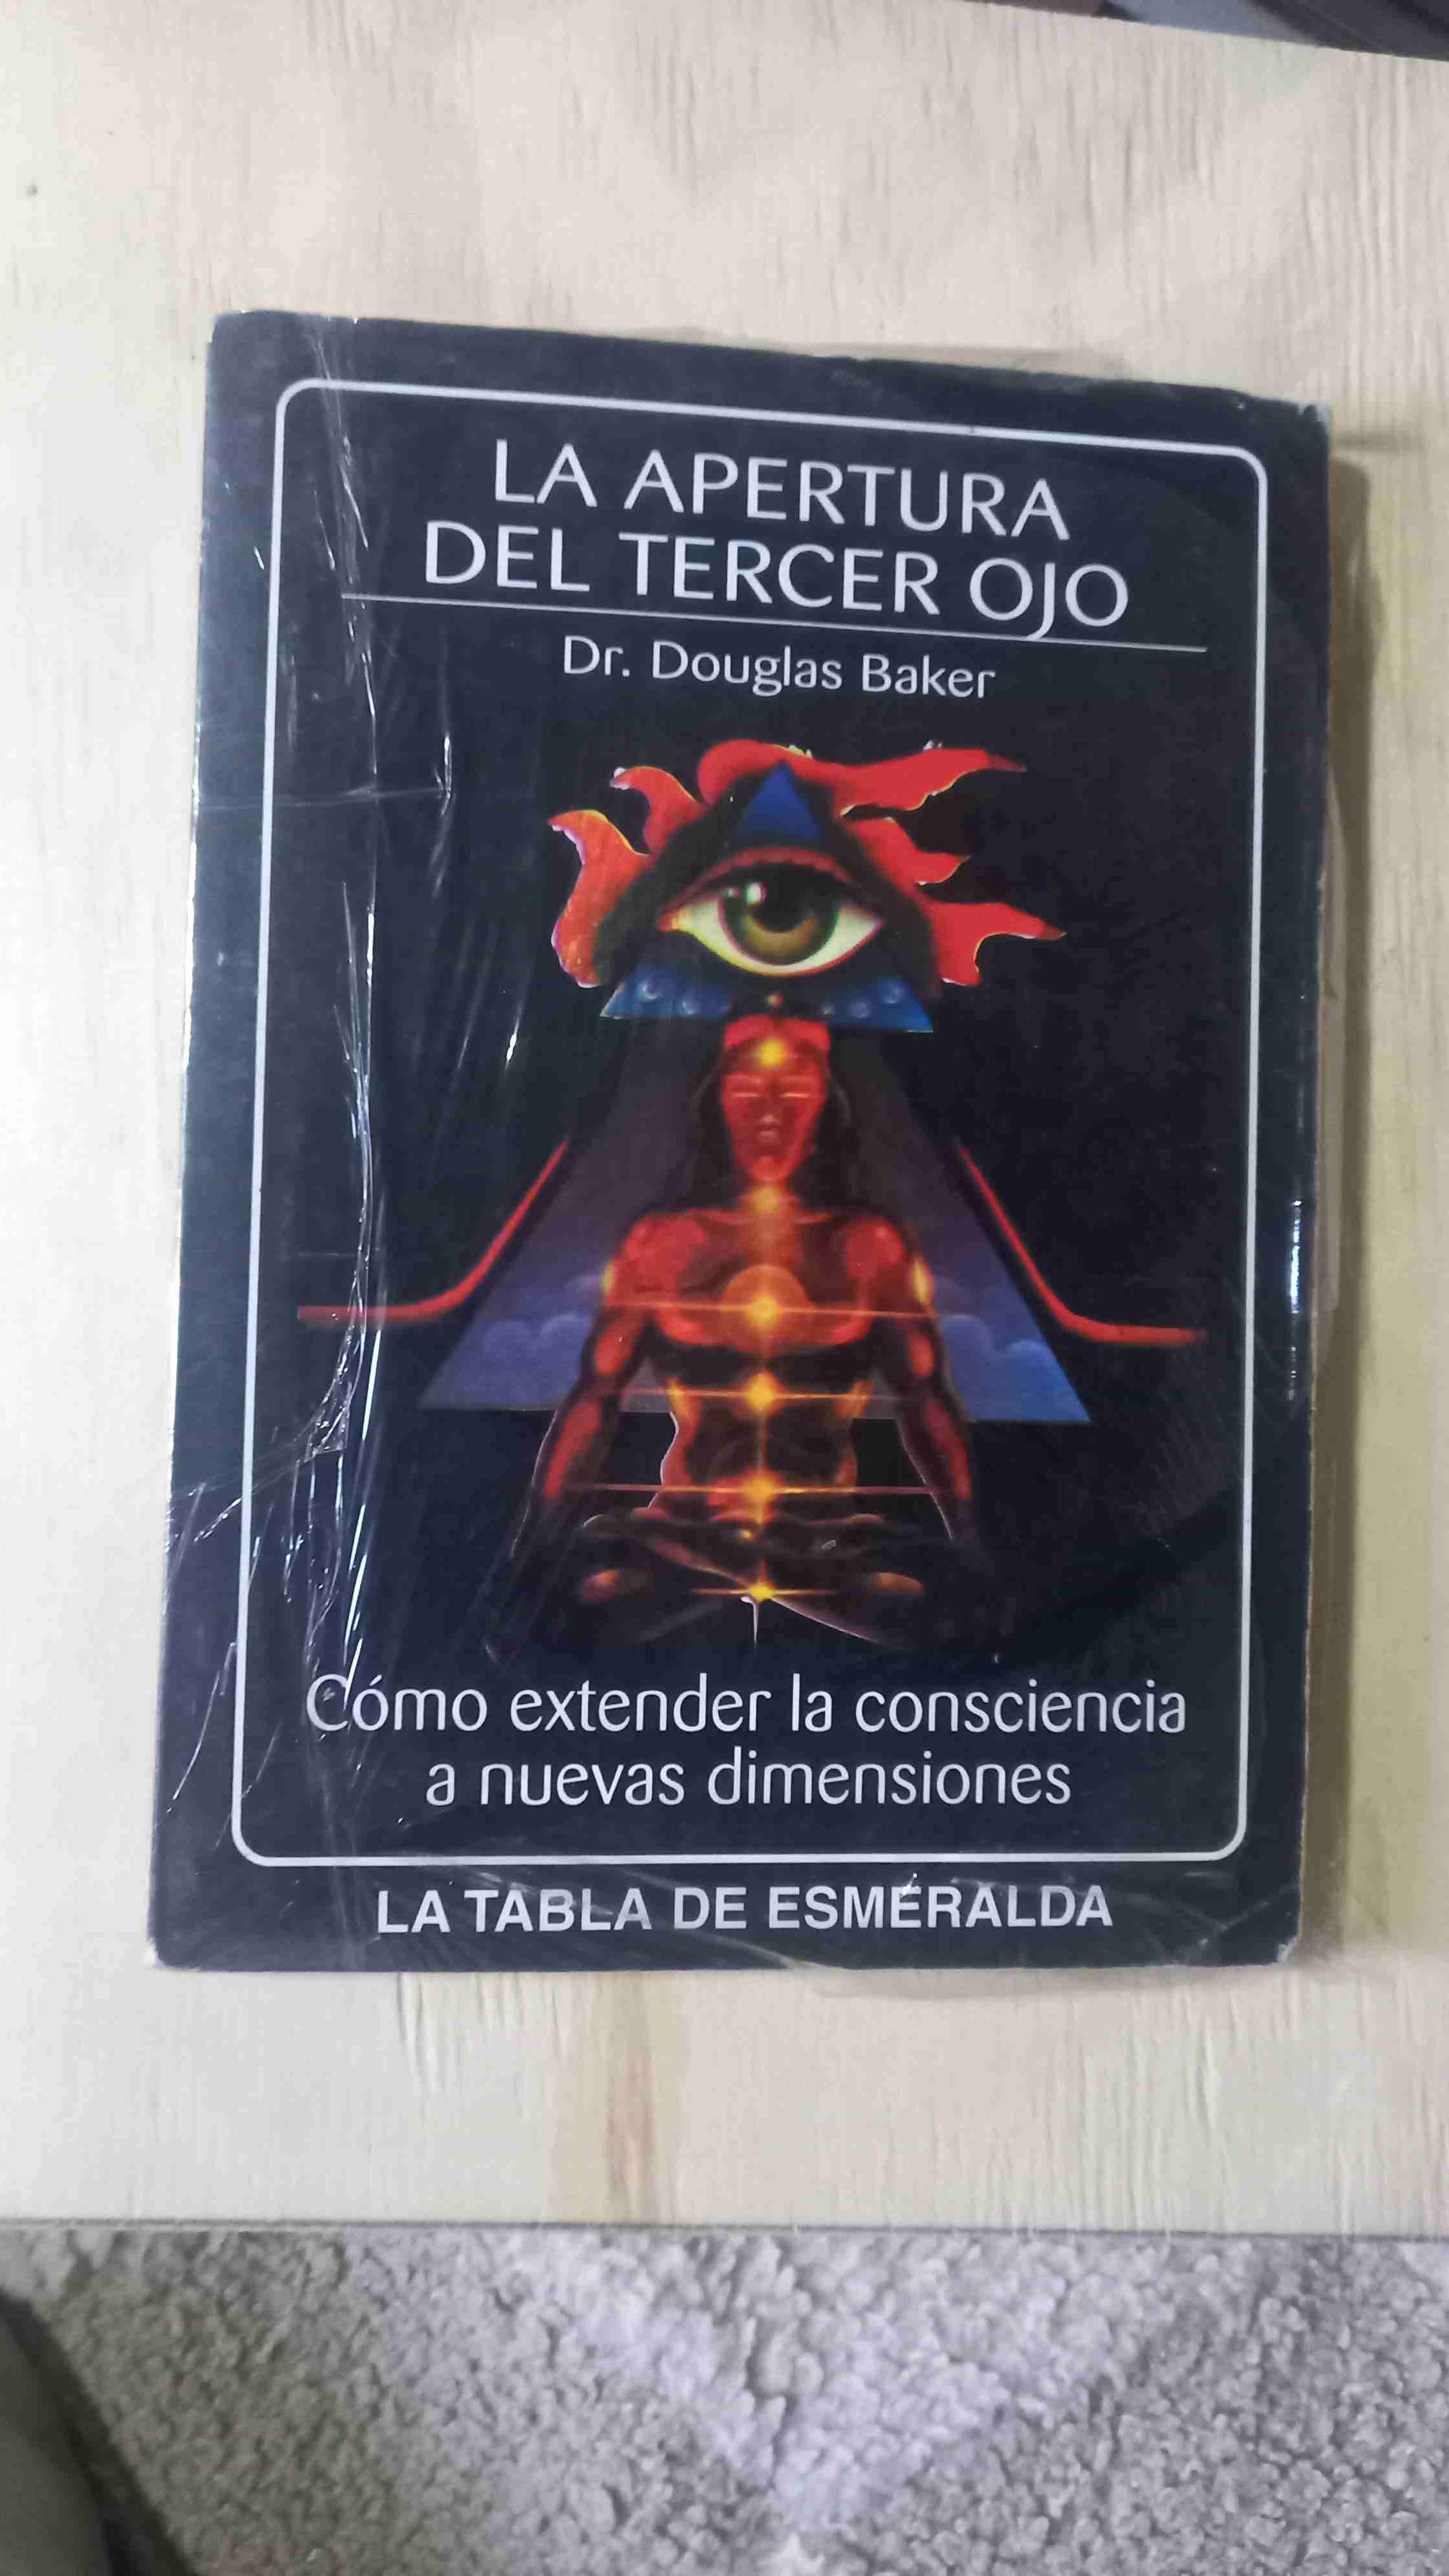 LA APERTURA
DEL TERCER OJO
Dr. Douglas Baker
Cómo extender la consciencia
a nuevas dimensiones
LA TABLA DE ESMERALDA